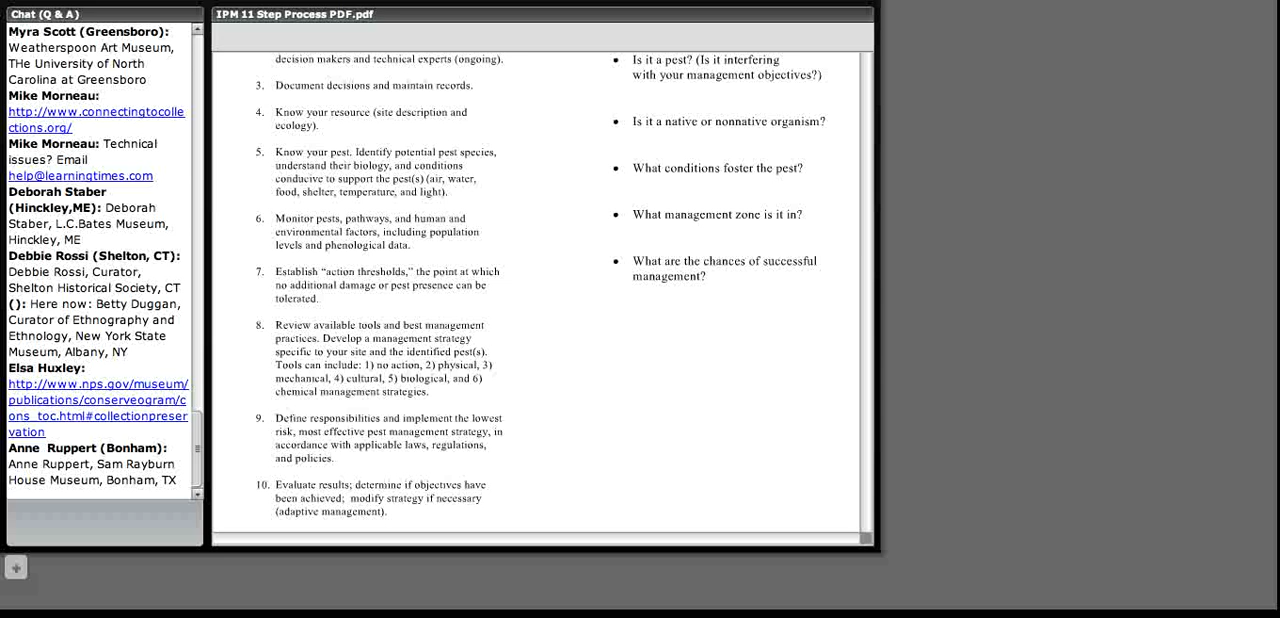 Chat (Q & A)
Myra Scott (Greensboro):
Weatherspoon Art Museum,
THe University of North
Carolina at Greensboro
Mike Morneau:
http://www.connectingtocolle
ctions.org/
Mike Morneau: Technical
issues? Email
help@learningtimes.com
Deborah Staber
(Hinckley,ME): Deborah
Staber, L.C.Bates Museum,
Hinckley, ME
Debbie Rossi (Shelton, CT):
Debbie Rossi, Curator,
Shelton Historical Society, CT
(): Here now: Betty Duggan,
Curator of Ethnography and
Ethnology, New York State
Museum, Albany, NY
Elsa Huxley:
http://www.nps.gov/museum/
publications/conserveogram/c
ons_toc.html#collectionpreser
vation
Anne Ruppert (Bonham):
Anne Ruppert, Sam Rayburn
House Museum, Bonham, TX
IPM 11 Step Process PDF.pdf
decision makers and technical experts (ongoing).
3. Document decisions and maintain records.
4. Know your resource (site description and
ecology).
5. Know your pest. Identify potential pest species,
understand their biology, and conditions
conducive to support the pest(s) (air, water,
food, shelter, temperature, and light).
6. Monitor pests, pathways, and human and
environmental factors, including population
levels and phenological data.
7. Establish “action thresholds,” the point at which
no additional damage or pest presence can be
tolerated.
8. Review available tools and best management
practices. Develop a management strategy
specific to your site and the identified pest(s).
Tools can include: 1) no action, 2) physical, 3)
mechanical, 4) cultural, 5) biological, and 6)
chemical management strategies.
9. Define responsibilities and implement the lowest
risk, most effective pest management strategy, in
accordance with applicable laws, regulations,
and policies.
10. Evaluate results; determine if objectives have
been achieved; modify strategy if necessary
(adaptive management).
• Is it a pest? (Is it interfering
with your management objectives?)
• Is it a native or nonnative organism?
• What conditions foster the pest?
• What management zone is it in?
• What are the chances of successful
management?